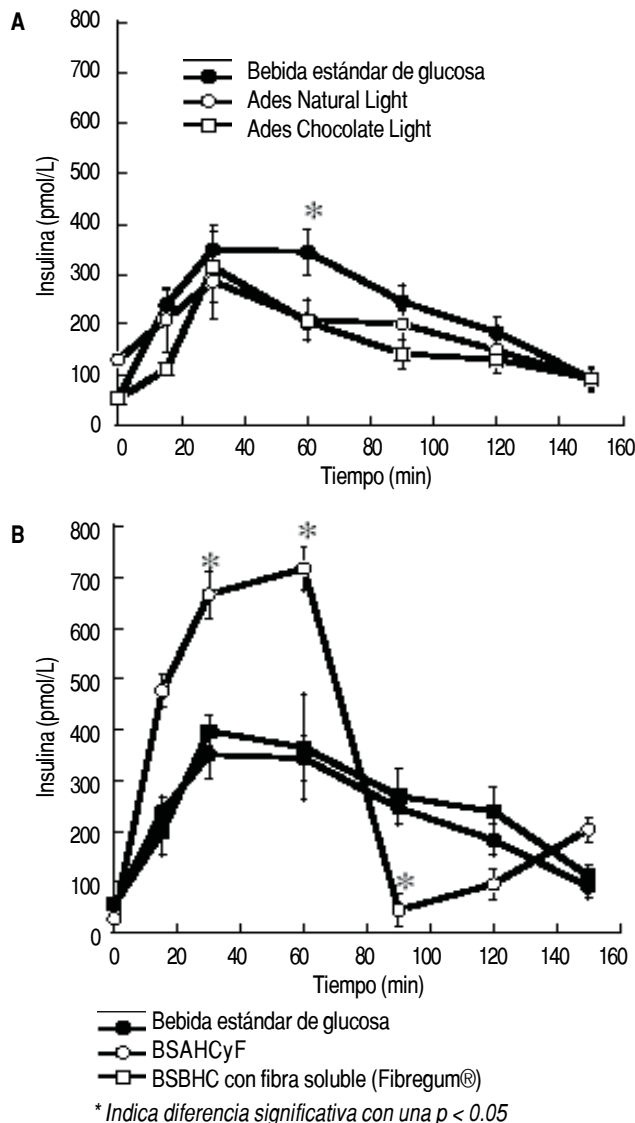 A
800
700
600
500
400
300
200
100
0
Insulina (pmol/L)
Bebida estándar de glucosa
Ades Natural Light
Ades Chocolate Light
*
0 20 40 60 80 100 120 140 160
Tiempo (min)
B
800
700
600
500
400
300
200
100
0
Insulina (pmol/L)
* *
*
0 20 40 60 80 100 120 140 160
Tiempo (min)
Bebida estándar de glucosa
BSAHCyF
BSBHC con fibra soluble (Fibregum®)
* Indica diferencia significativa con una p < 0.05